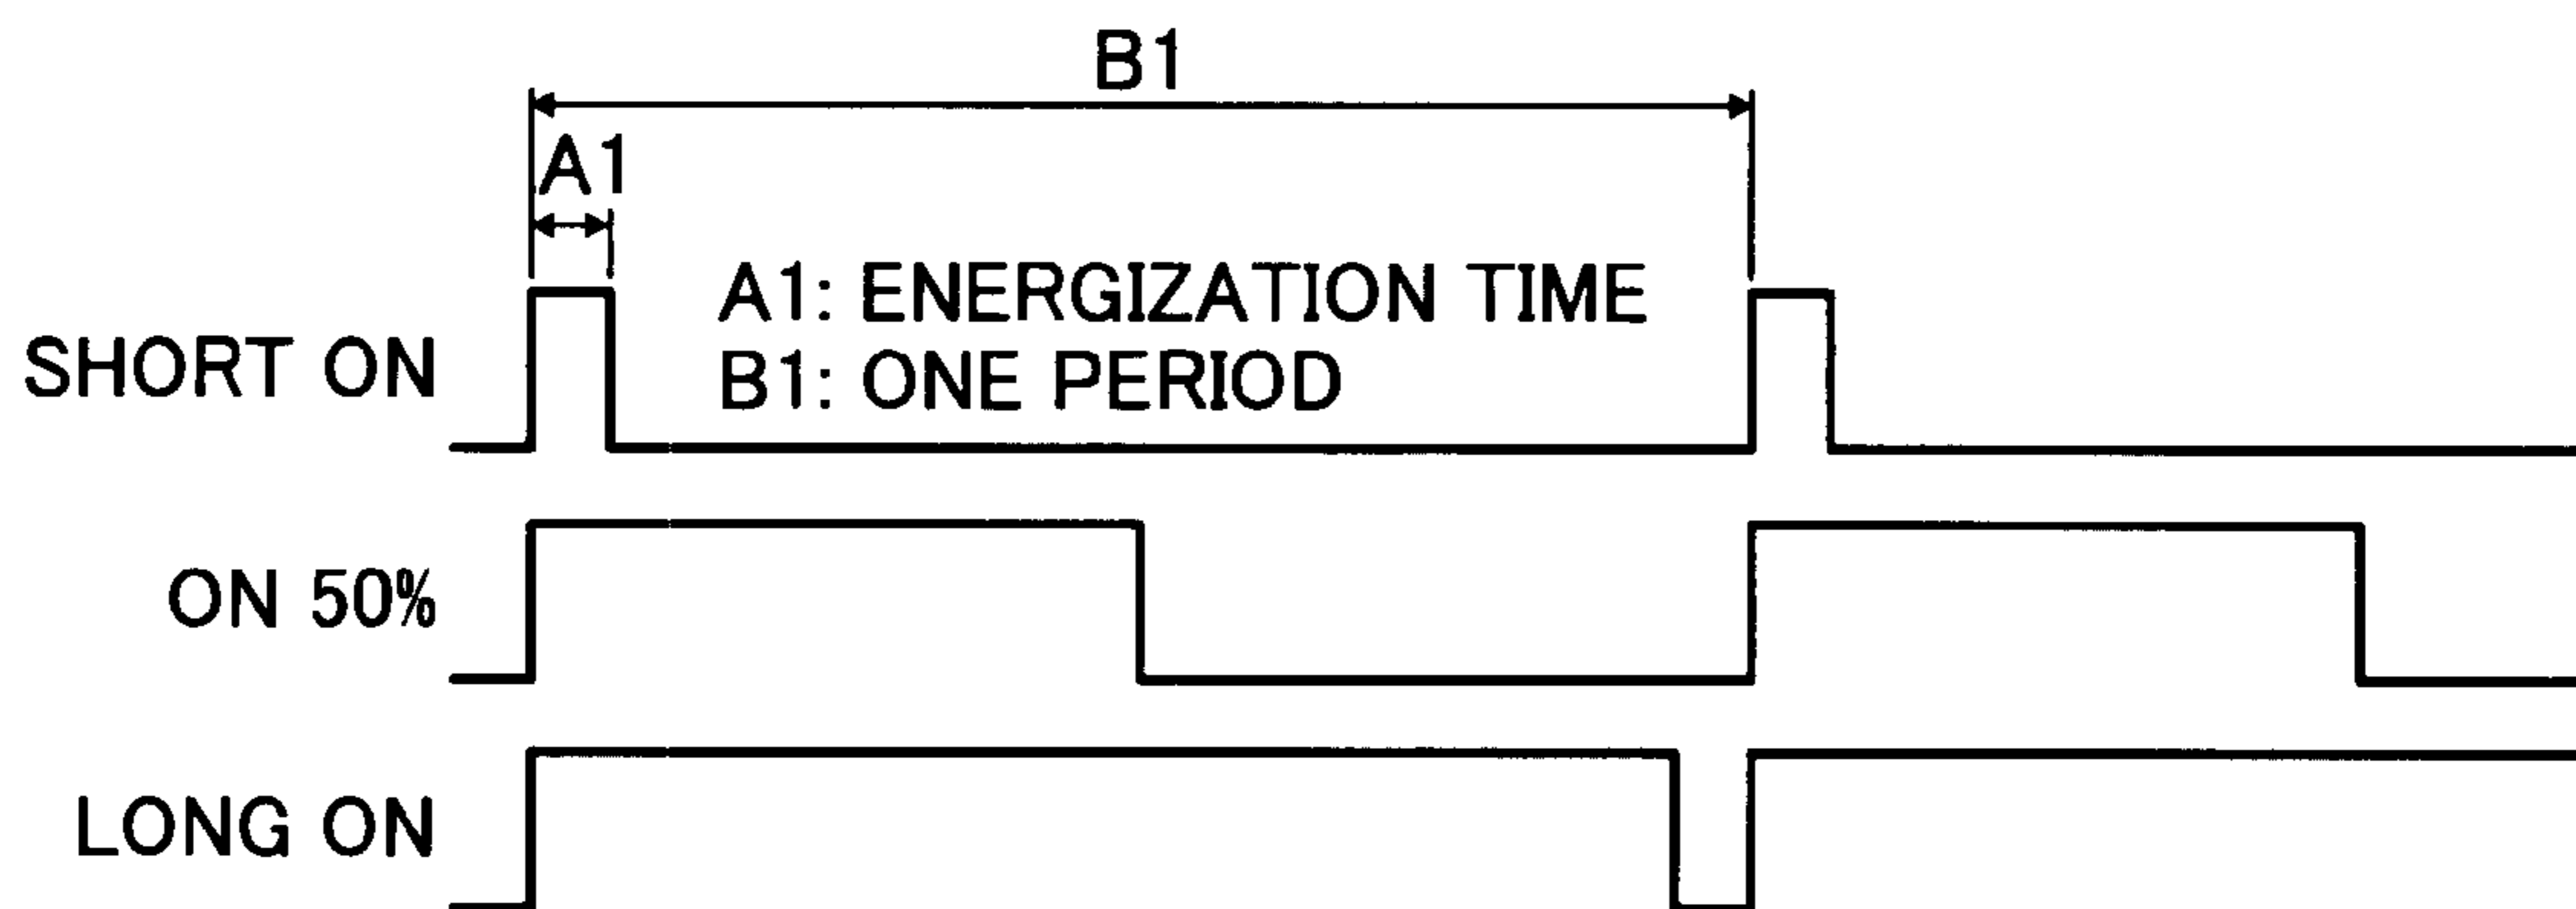 B1
A1
A1: ENERGIZATION TIME
B1: ONE PERIOD
SHORT ON
ON 50%
LONG ON